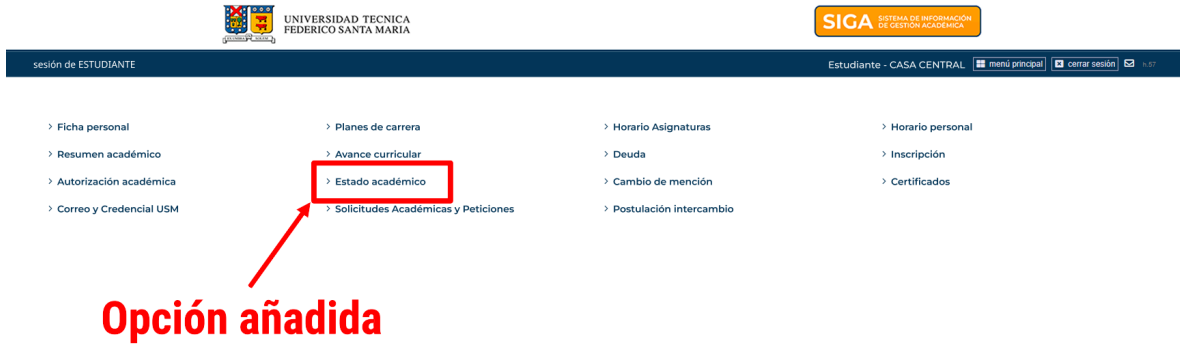 UNIVERSIDAD TECNICA
FEDERICO SANTA MARIA
SIGA SISTEMA DE INFORMACIÓN
DE GESTIÓN ACADÉMICA
sesión de ESTUDIANTE
Estudiante - CASA CENTRAL menú principal cerrar sesión h.57
> Ficha personal > Planes de carrera > Horario Asignaturas > Horario personal
> Resumen académico > Avance curricular > Deuda > Inscripción
> Autorización académica > Estado académico > Cambio de mención > Certificados
> Correo y Credencial USM > Solicitudes Académicas y Peticiones > Postulación intercambio
Opción añadida